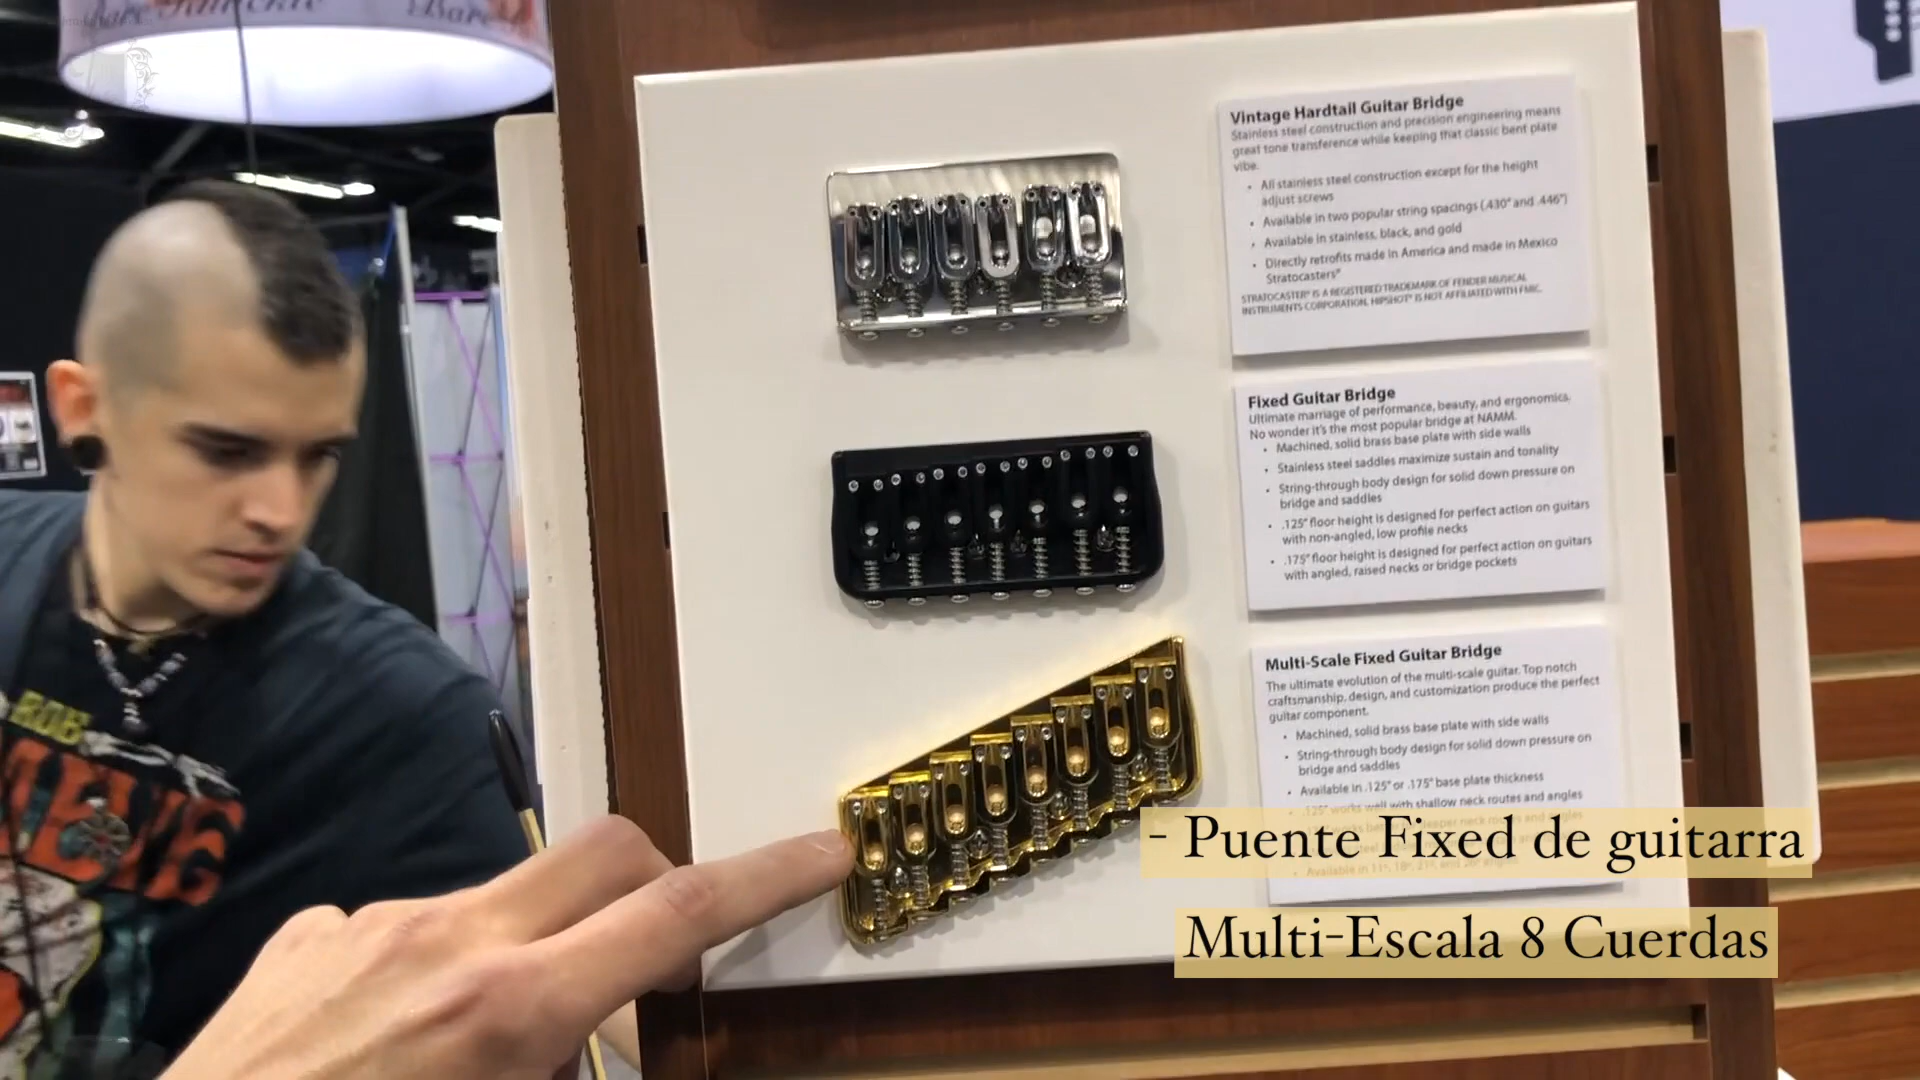 Vintage Hardtail Guitar Bridge
Stainless steel construction and precision engineering means
great tone transference while keeping that classic bent plate
vibe.
• All stainless steel construction except for the height
adjust screws
• Available in two popular string spacings (.430" and .446")
• Available in stainless, black, and gold
• Directly retrofits made in America and made in Mexico
Stratocasters®
STRATOCASTER® IS A REGISTERED TRADEMARK OF FENDER MUSICAL
INSTRUMENTS CORPORATION. HIPSHOT® IS NOT AFFILIATED WITH FMIC.
Fixed Guitar Bridge
Ultimate marriage of performance, beauty, and ergonomics.
No wonder it's the most popular bridge at NAMM.
• Machined, solid brass base plate with side walls
• Stainless steel saddles maximize sustain and tonality
• String-through body design for solid down pressure on
bridge and saddles
• .125" floor height is designed for perfect action on guitars
with non-angled, low profile necks
• .175" floor height is designed for perfect action on guitars
with angled, raised necks or bridge pockets
Multi-Scale Fixed Guitar Bridge
The ultimate evolution of the multi-scale guitar. Top notch
craftsmanship, design, and customization produce the perfect
guitar component.
• Machined, solid brass base plate with side walls
• String-through body design for solid down pressure on
bridge and saddles
• Available in .125" or .175" base plate thickness
• .125" works well with shallow neck routes and angles
- Puente Fixed de guitarra
Multi-Escala 8 Cuerdas